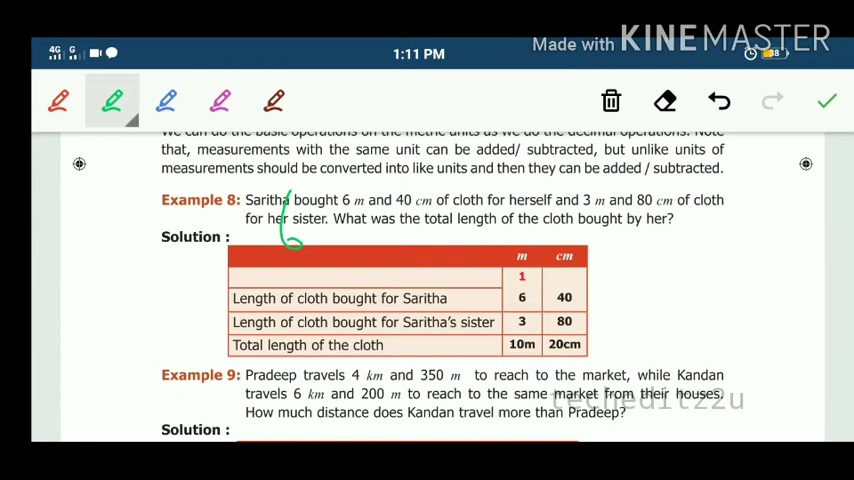 Made with KINEMASTER
4G G 1:11 PM 38
We can do the basic operations on the metric units as we do the decimal operations. Note
that, measurements with the same unit can be added/ subtracted, but unlike units of
measurements should be converted into like units and then they can be added / subtracted.
Example 8: Saritha bought 6 m and 40 cm of cloth for herself and 3 m and 80 cm of cloth
for her sister. What was the total length of the cloth bought by her?
6
Solution :
m cm
1
Length of cloth bought for Saritha 6 40
Length of cloth bought for Saritha's sister 3 80
Total length of the cloth 10m 20cm
Example 9: Pradeep travels 4 km and 350 m to reach to the market, while Kandan
travels 6 km and 200 m to reach to the same market from their houses.
techeditz2u
How much distance does Kandan travel more than Pradeep?
Solution :